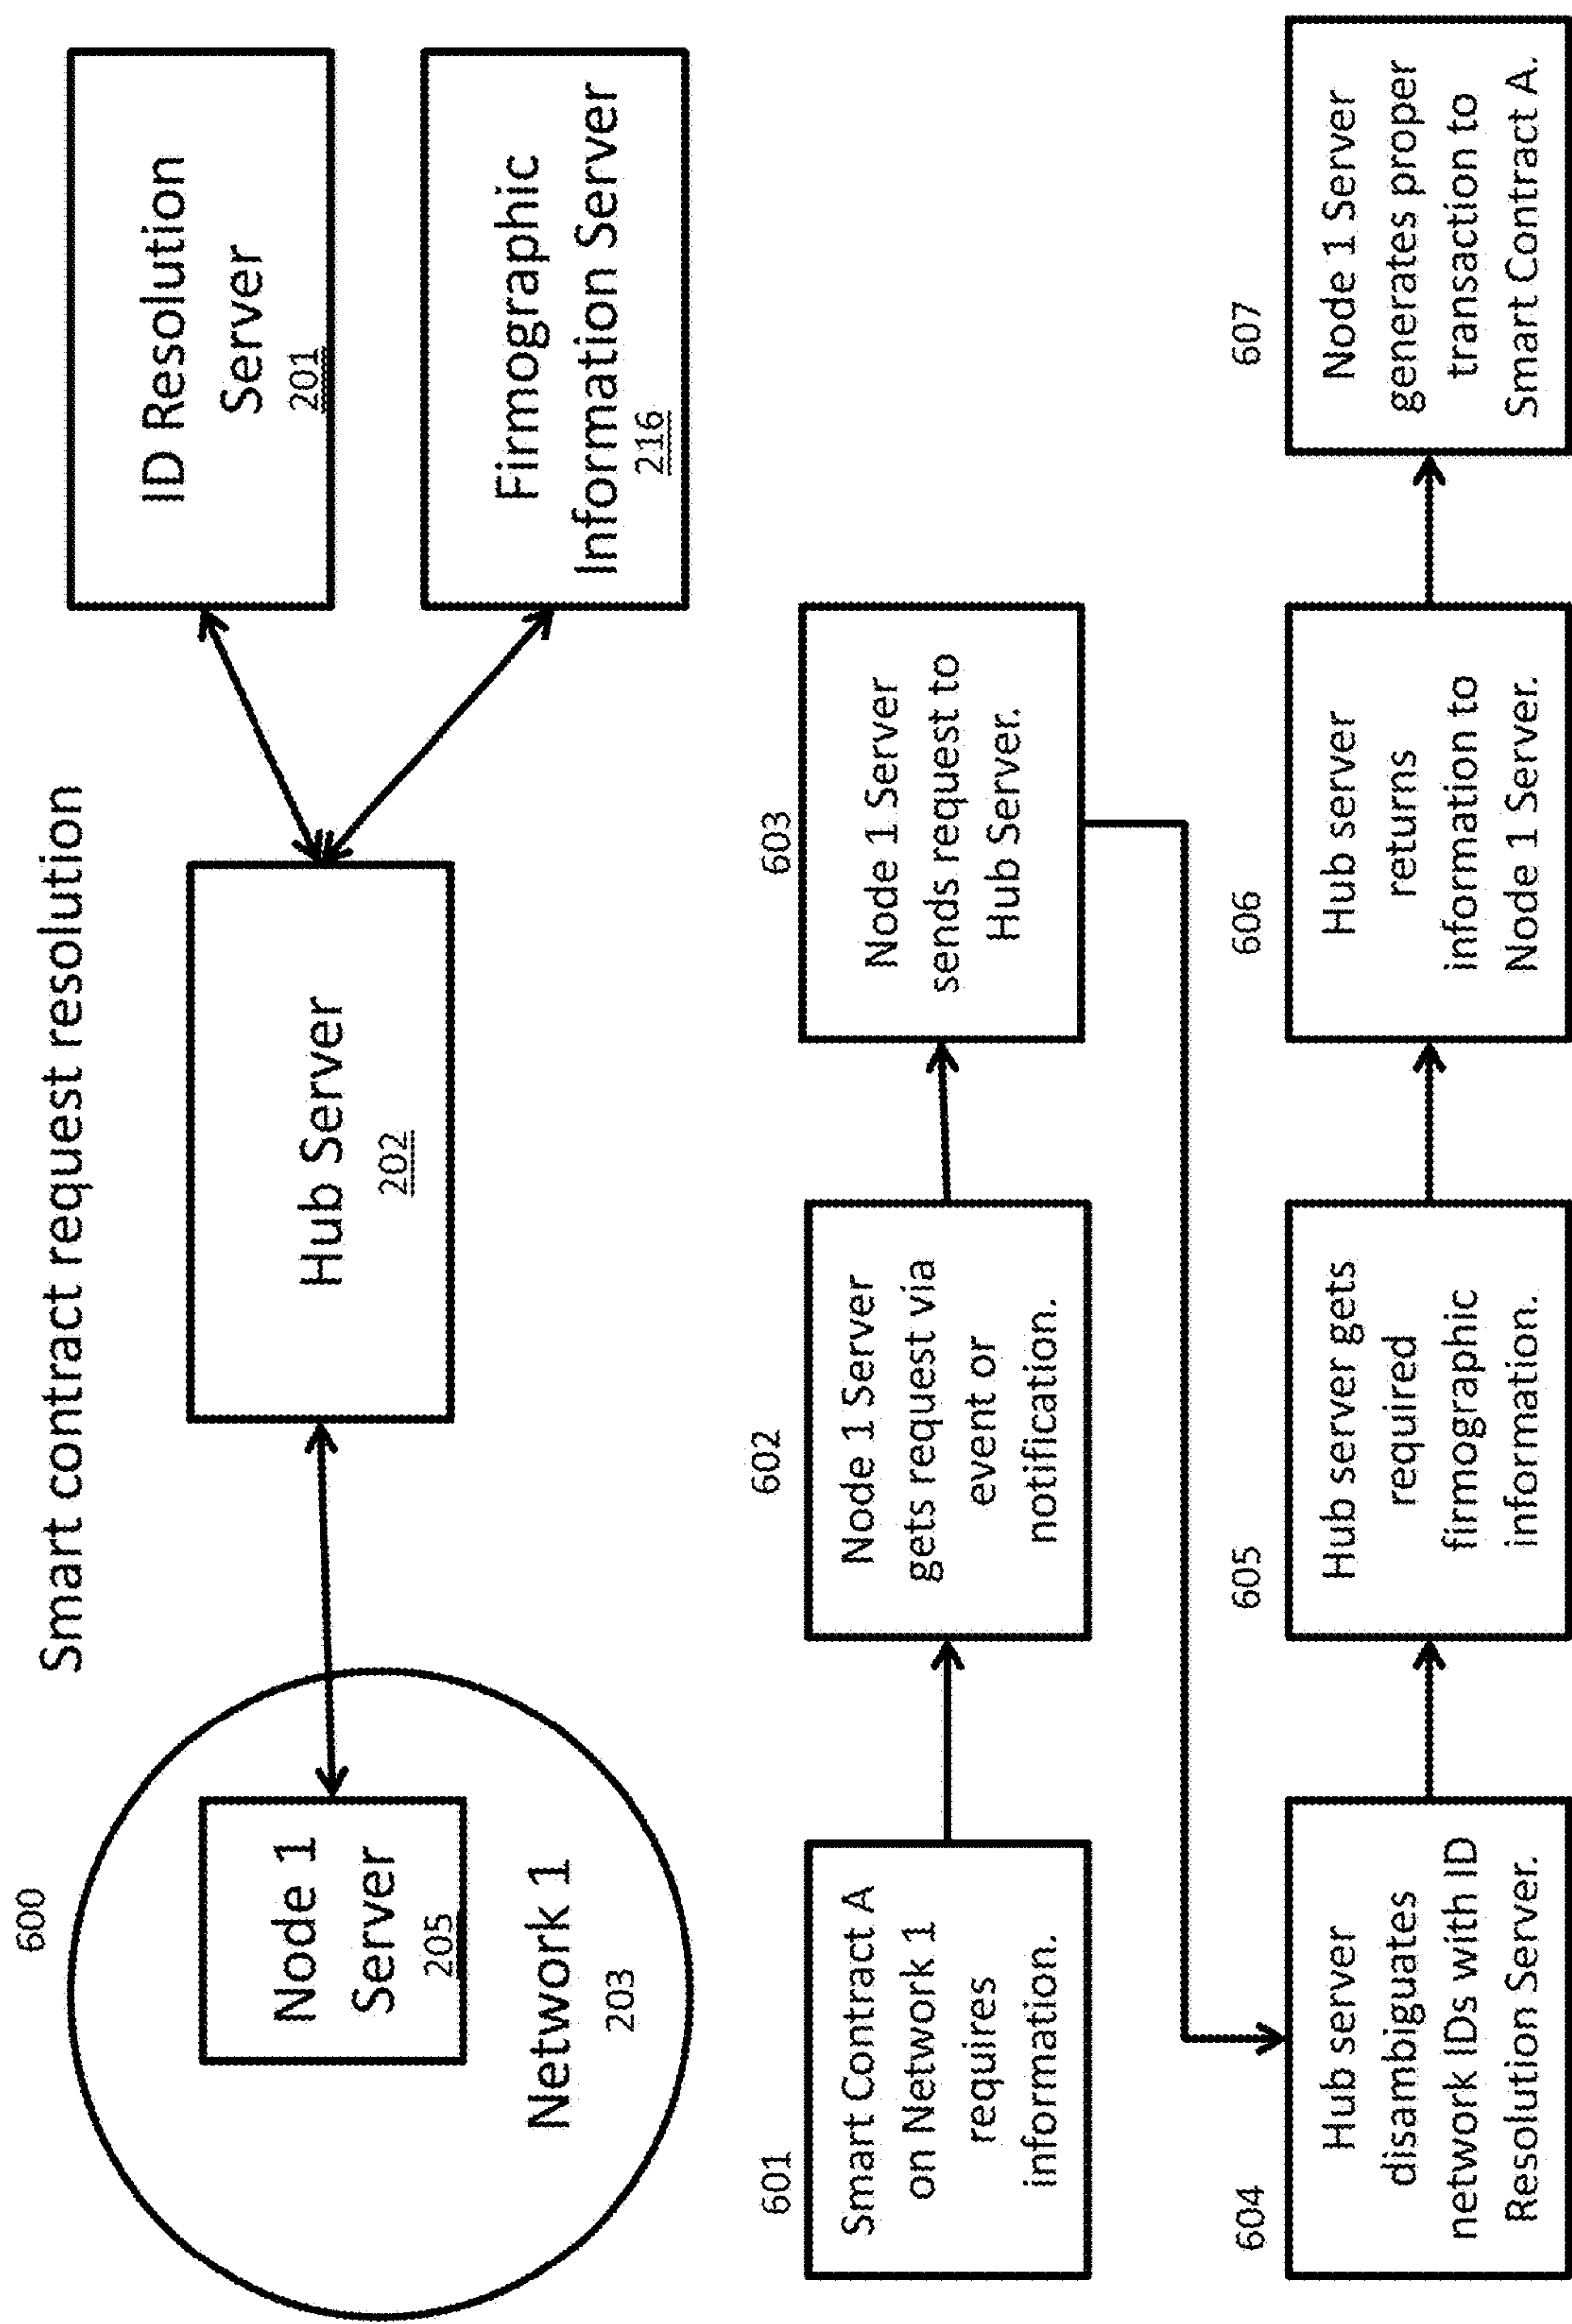 Smart contract request resolution
600
Node 1
Server
205
Network 1
203
Hub Server
202
ID Resolution
Server
201
Firmographic
Information Server
216
601
Smart Contract A
on Network 1
requires
information.
602
Node 1 Server
gets request via
event or
notification.
603
Node 1 Server
sends request to
Hub Server.
604
Hub server
disambiguates
network IDs with ID
Resolution Server.
605
Hub server gets
required
firmographic
information.
606
Hub server
returns
information to
Node 1 Server.
607
Node 1 Server
generates proper
transaction to
Smart Contract A.